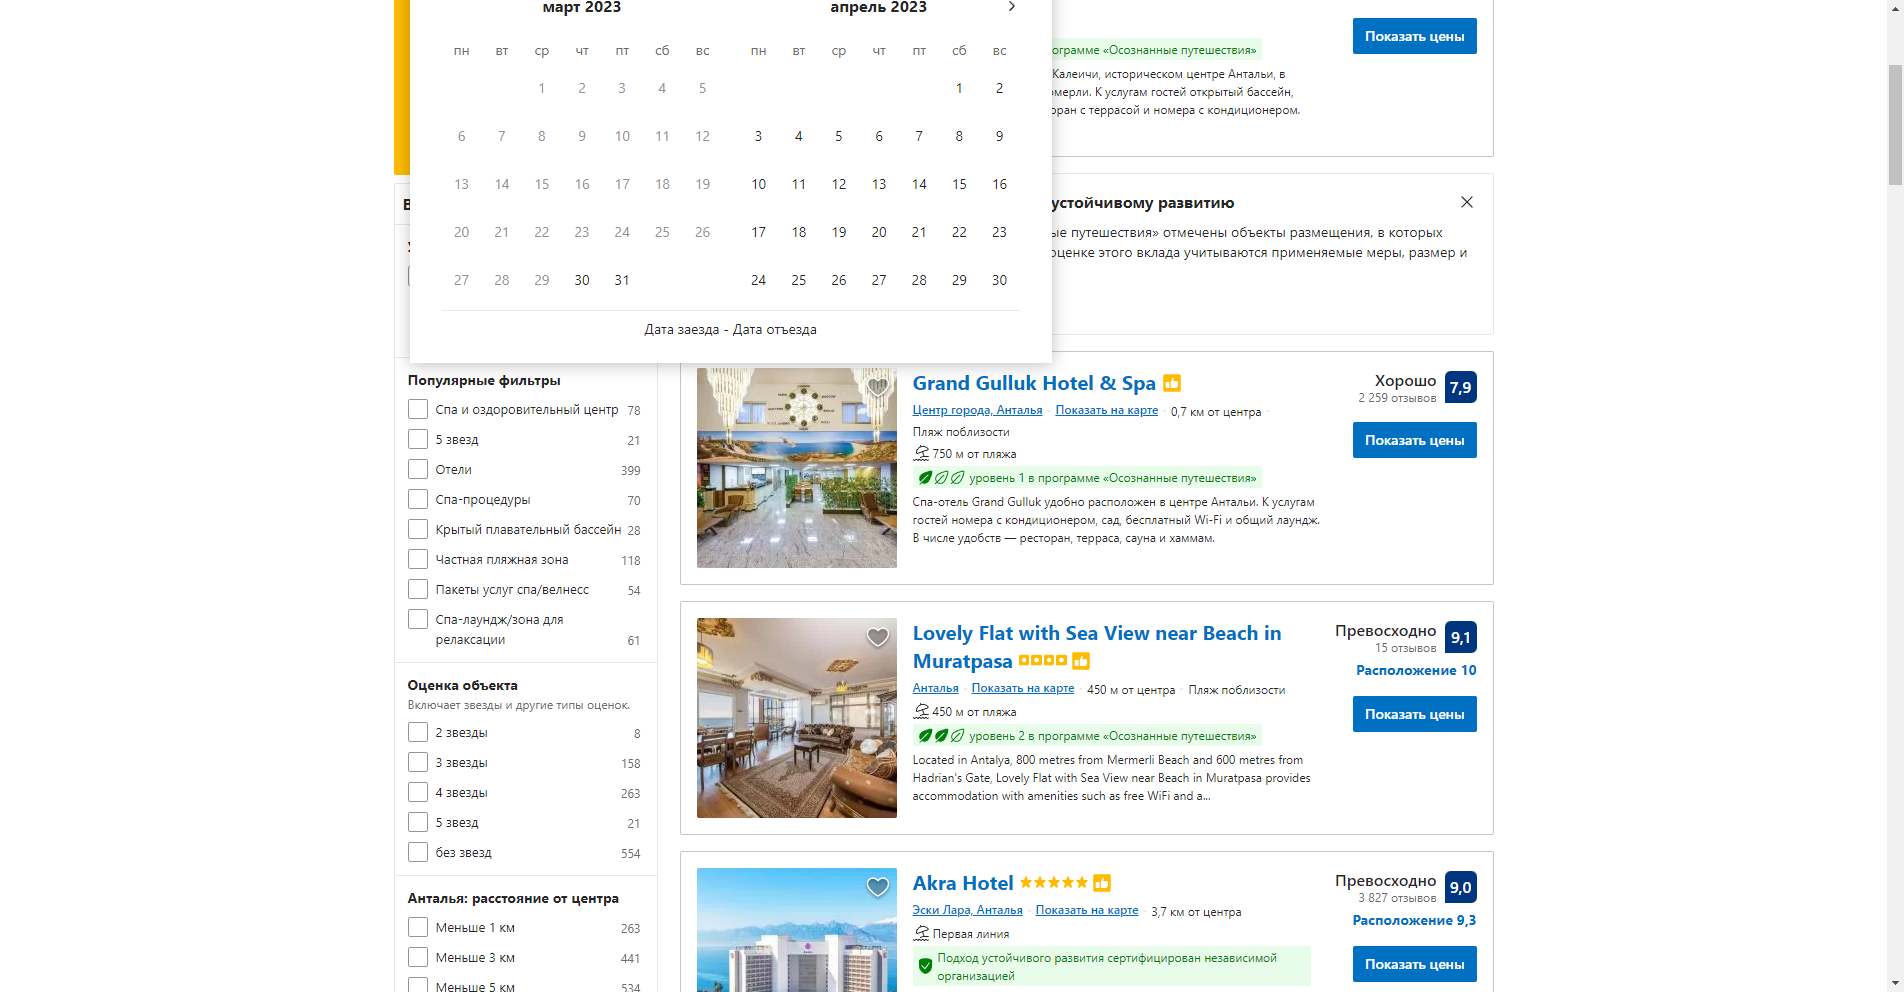 март 2023
апрель 2023
пн вт ср чт пт сб вс
1 2 3 4 5
6 7 8 9 10 11 12
13 14 15 16 17 18 19
20 21 22 23 24 25 26
27 28 29 30 31
пн вт ср чт пт сб вс
1 2
3 4 5 6 7 8 9
10 11 12 13 14 15 16
17 18 19 20 21 22 23
24 25 26 27 28 29 30
Дата заезда - Дата отъезда
Показать цены
программе «Осознанные путешествия»
Калеичи, историческом центре Антальи, в
К услугам гостей открытый бассейн,
с террасой и номера с кондиционером.
устойчивому развитию
путешествия» отмечены объекты размещения, в которых
оценке этого вклада учитываются применяемые меры, размер и
Популярные фильтры
Спа и оздоровительный центр 78
5 звезд 21
Отели 399
Спа-процедуры 70
Крытый плавательный бассейн 28
Частная пляжная зона 118
Пакеты услуг спа/велнесс 54
Спа-лаундж/зона для
релаксации 61
Оценка объекта
Включает звезды и другие типы оценок.
2 звезды 8
3 звезды 158
4 звезды 263
5 звезд 21
без звезд 554
Анталья: расстояние от центра
Меньше 1 км 263
Меньше 3 км 441
Меньше 5 км 534
Grand Gulluk Hotel & Spa
Центр города, Анталья · Показать на карте · 0,7 км от центра ·
Пляж поблизости
750 м от пляжа
уровень 1 в программе «Осознанные путешествия»
Спа-отель Grand Gulluk удобно расположен в центре Антальи. К услугам
гостей номера с кондиционером, сад, бесплатный Wi-Fi и общий лаундж.
В числе удобств — ресторан, терраса, сауна и хаммам.
Хорошо 7,9
2 259 отзывов
Показать цены
Lovely Flat with Sea View near Beach in
Muratpasa
Анталья · Показать на карте · 450 м от центра · Пляж поблизости
450 м от пляжа
уровень 2 в программе «Осознанные путешествия»
Located in Antalya, 800 metres from Mermerli Beach and 600 metres from
Hadrian's Gate, Lovely Flat with Sea View near Beach in Muratpasa provides
accommodation with amenities such as free WiFi and a...
Превосходно 9,1
15 отзывов
Расположение 10
Показать цены
Akra Hotel
Эски Лара, Анталья · Показать на карте · 3,7 км от центра
Первая линия
Подход устойчивого развития сертифицирован независимой
организацией
Превосходно 9,0
3 827 отзывов
Расположение 9,3
Показать цены